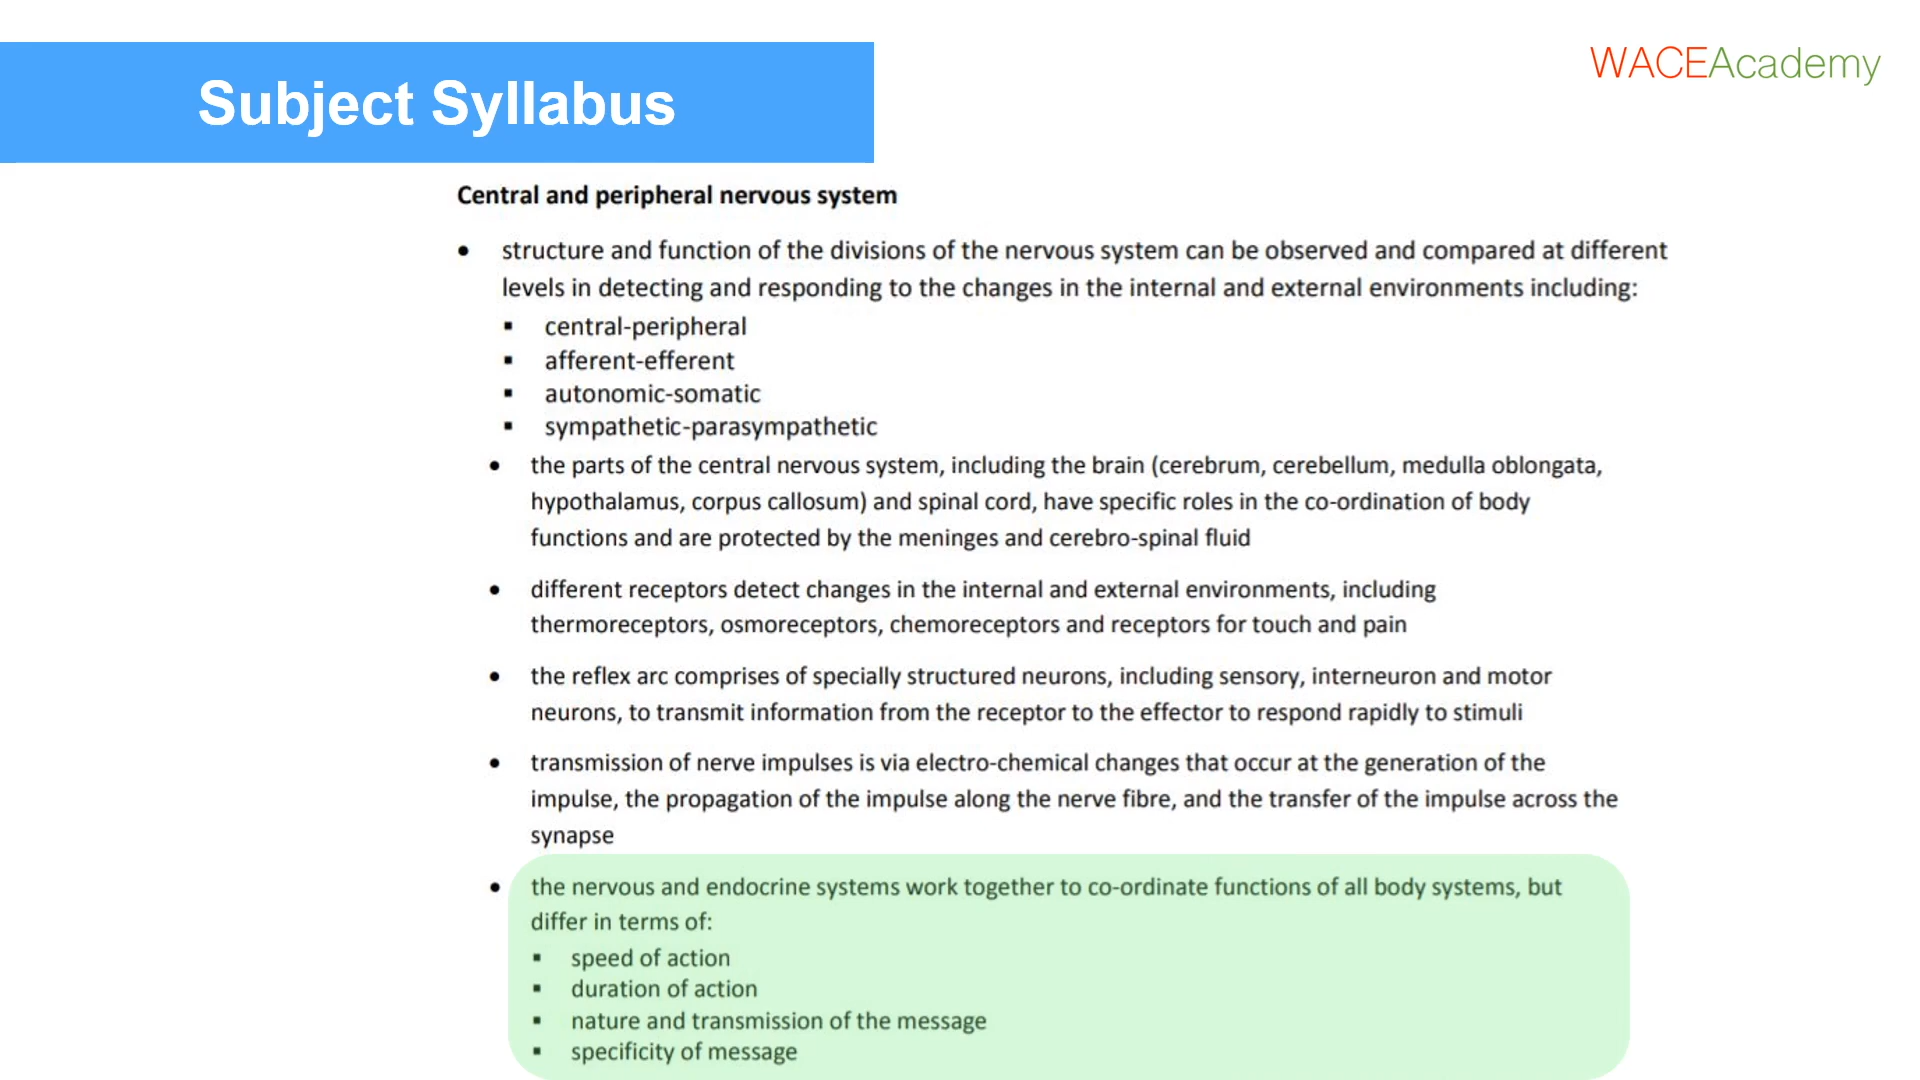 WACEAcademy
Subject Syllabus
Central and peripheral nervous system
• structure and function of the divisions of the nervous system can be observed and compared at different
levels in detecting and responding to the changes in the internal and external environments including:
▪ central-peripheral
▪ afferent-efferent
▪ autonomic-somatic
▪ sympathetic-parasympathetic
• the parts of the central nervous system, including the brain (cerebrum, cerebellum, medulla oblongata,
hypothalamus, corpus callosum) and spinal cord, have specific roles in the co-ordination of body
functions and are protected by the meninges and cerebro-spinal fluid
• different receptors detect changes in the internal and external environments, including
thermoreceptors, osmoreceptors, chemoreceptors and receptors for touch and pain
• the reflex arc comprises of specially structured neurons, including sensory, interneuron and motor
neurons, to transmit information from the receptor to the effector to respond rapidly to stimuli
• transmission of nerve impulses is via electro-chemical changes that occur at the generation of the
impulse, the propagation of the impulse along the nerve fibre, and the transfer of the impulse across the
synapse
• the nervous and endocrine systems work together to co-ordinate functions of all body systems, but
differ in terms of:
▪ speed of action
▪ duration of action
▪ nature and transmission of the message
▪ specificity of message